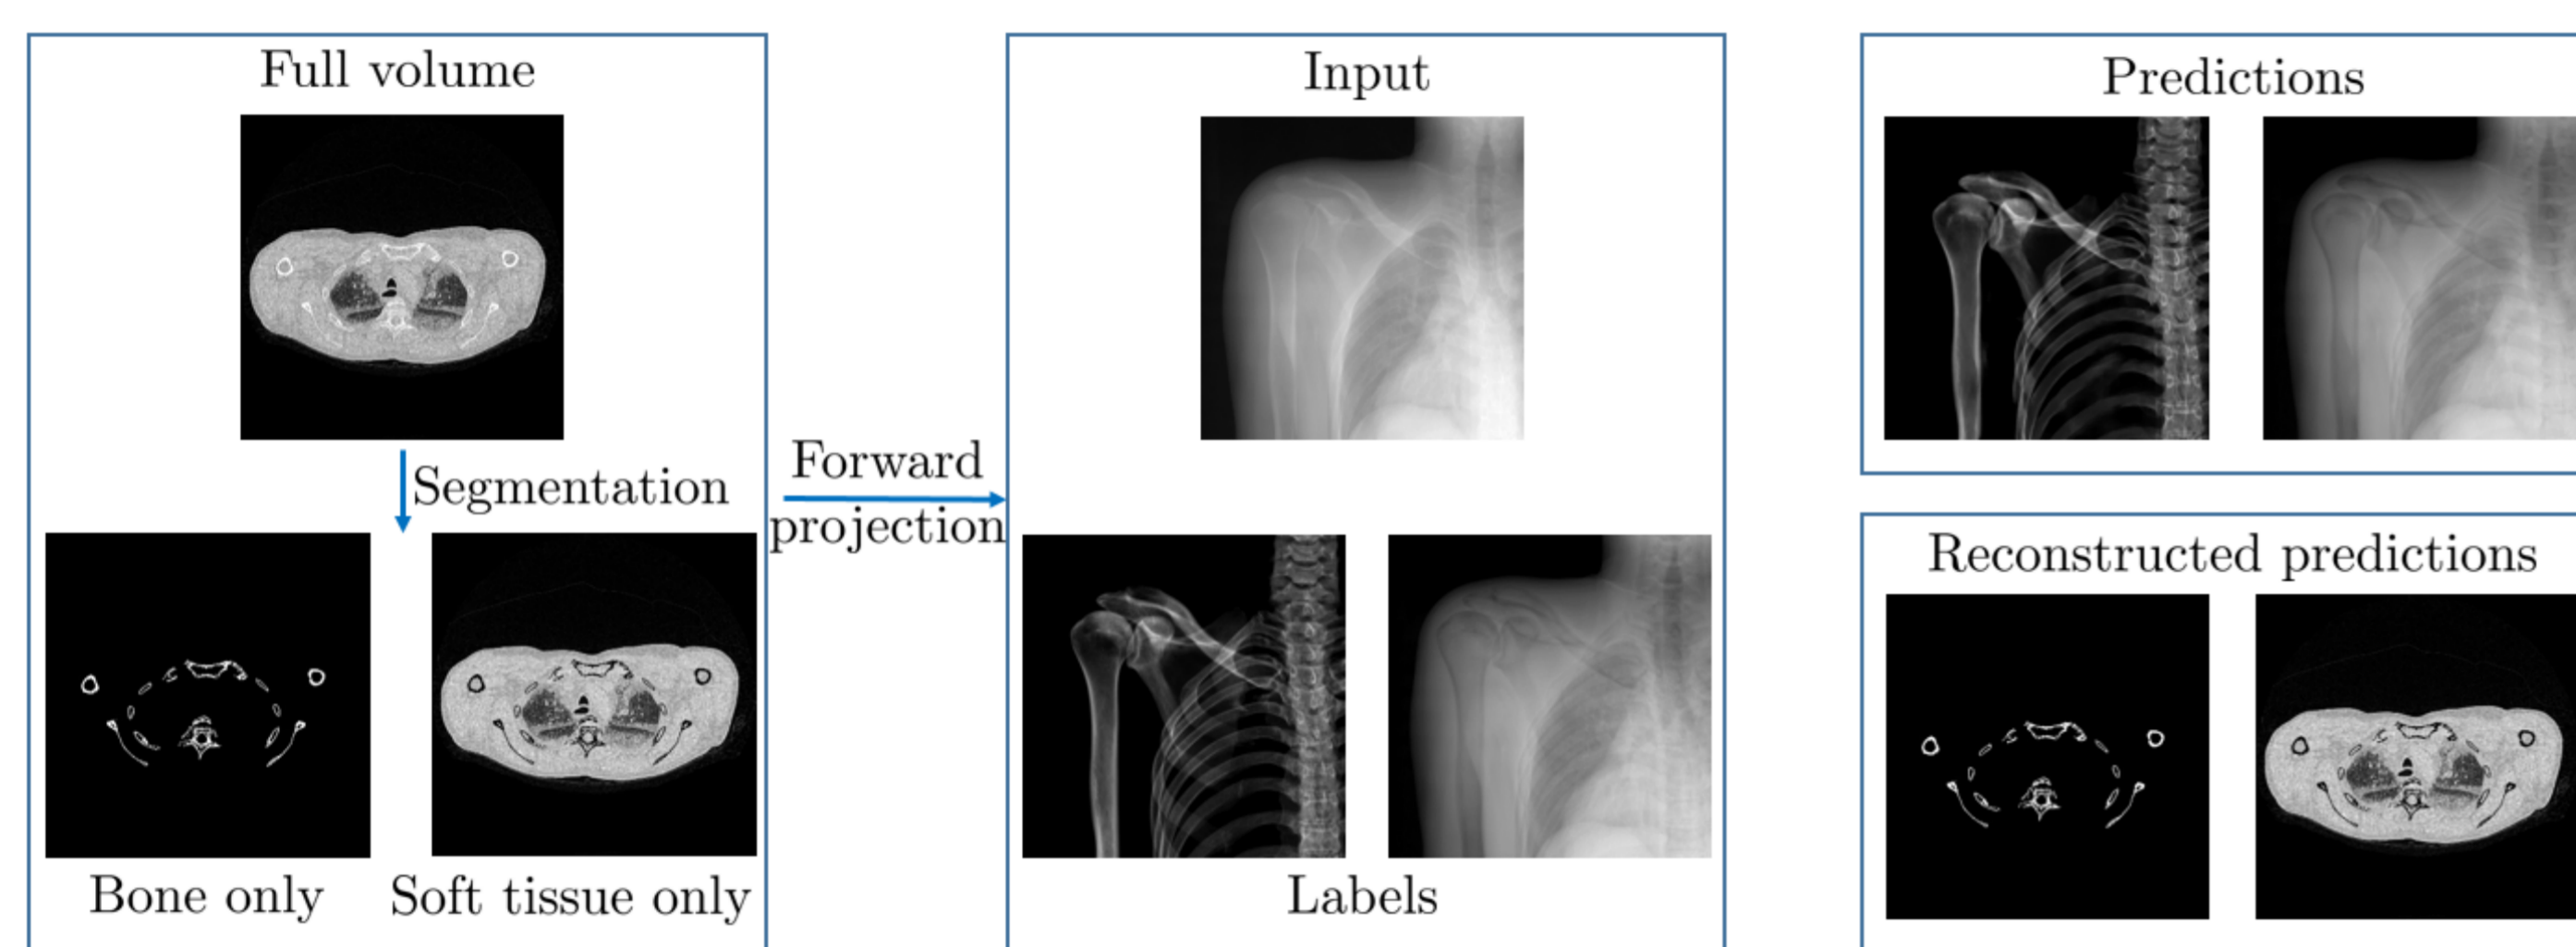 Full volume
Segmentation
Bone only
Soft tissue only
Forward
projection
Input
Labels
Predictions
Reconstructed predictions